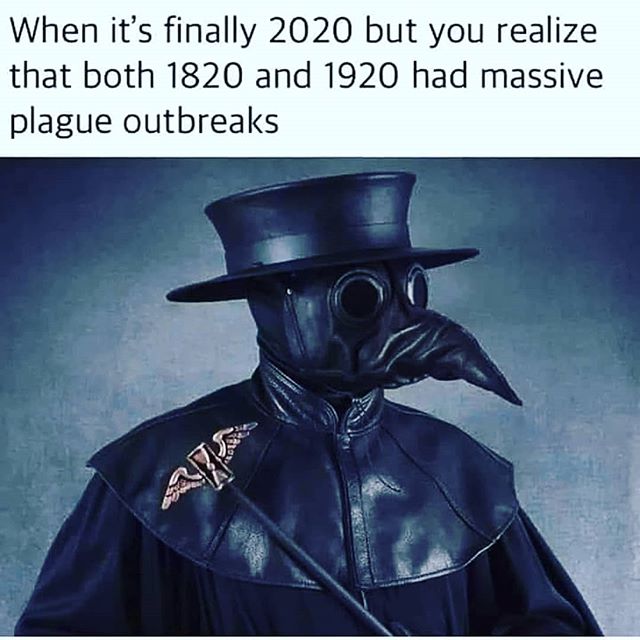 When it's finally 2020 but you realize
that both 1820 and 1920 had massive
plague outbreaks